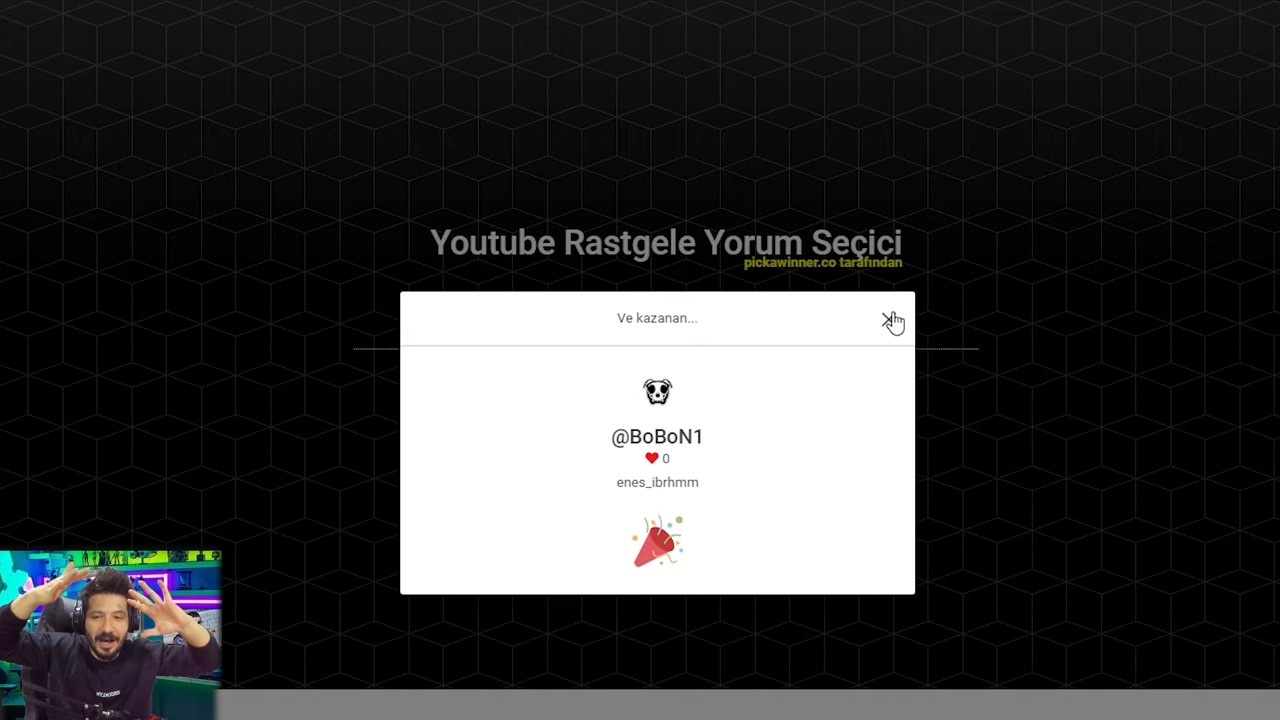 Youtube Rastgele Yorum Seçici
pickawinner.co tarafından
Ve kazanan...
@BoBoN1
0
enes_ibrhmm